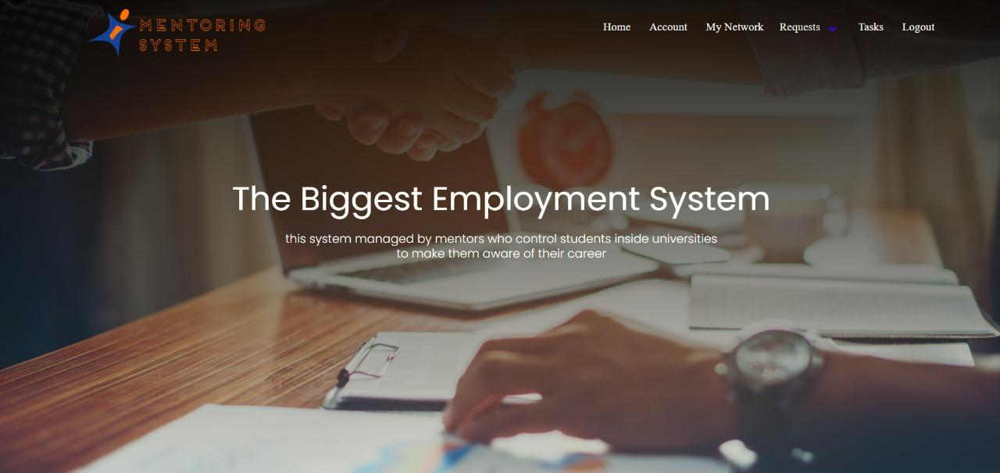 MENTORING
SYSTEM
Home Account My Network Requests Tasks Logout
The Biggest Employment System
this system managed by mentors who control students inside universities
to make them aware of their career